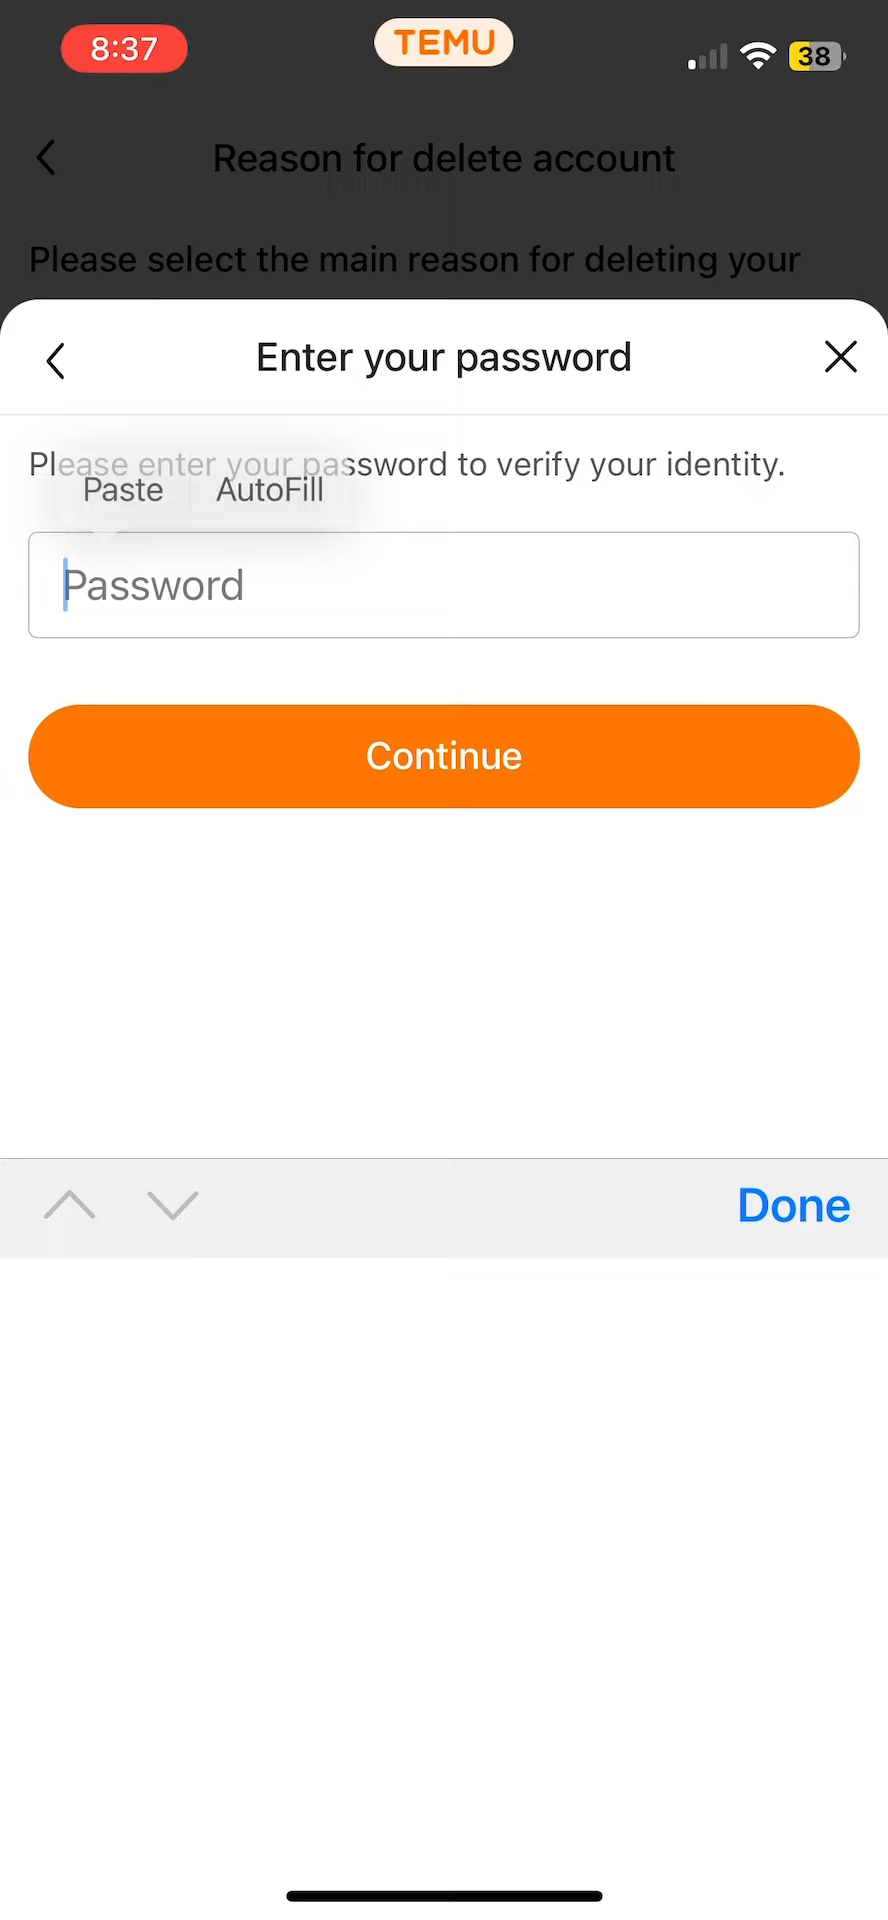 8:37
TEMU
38
Reason for delete account
Please select the main reason for deleting your
Enter your password
Please enter your password to verify your identity.
Paste AutoFill
Password
Continue
Done